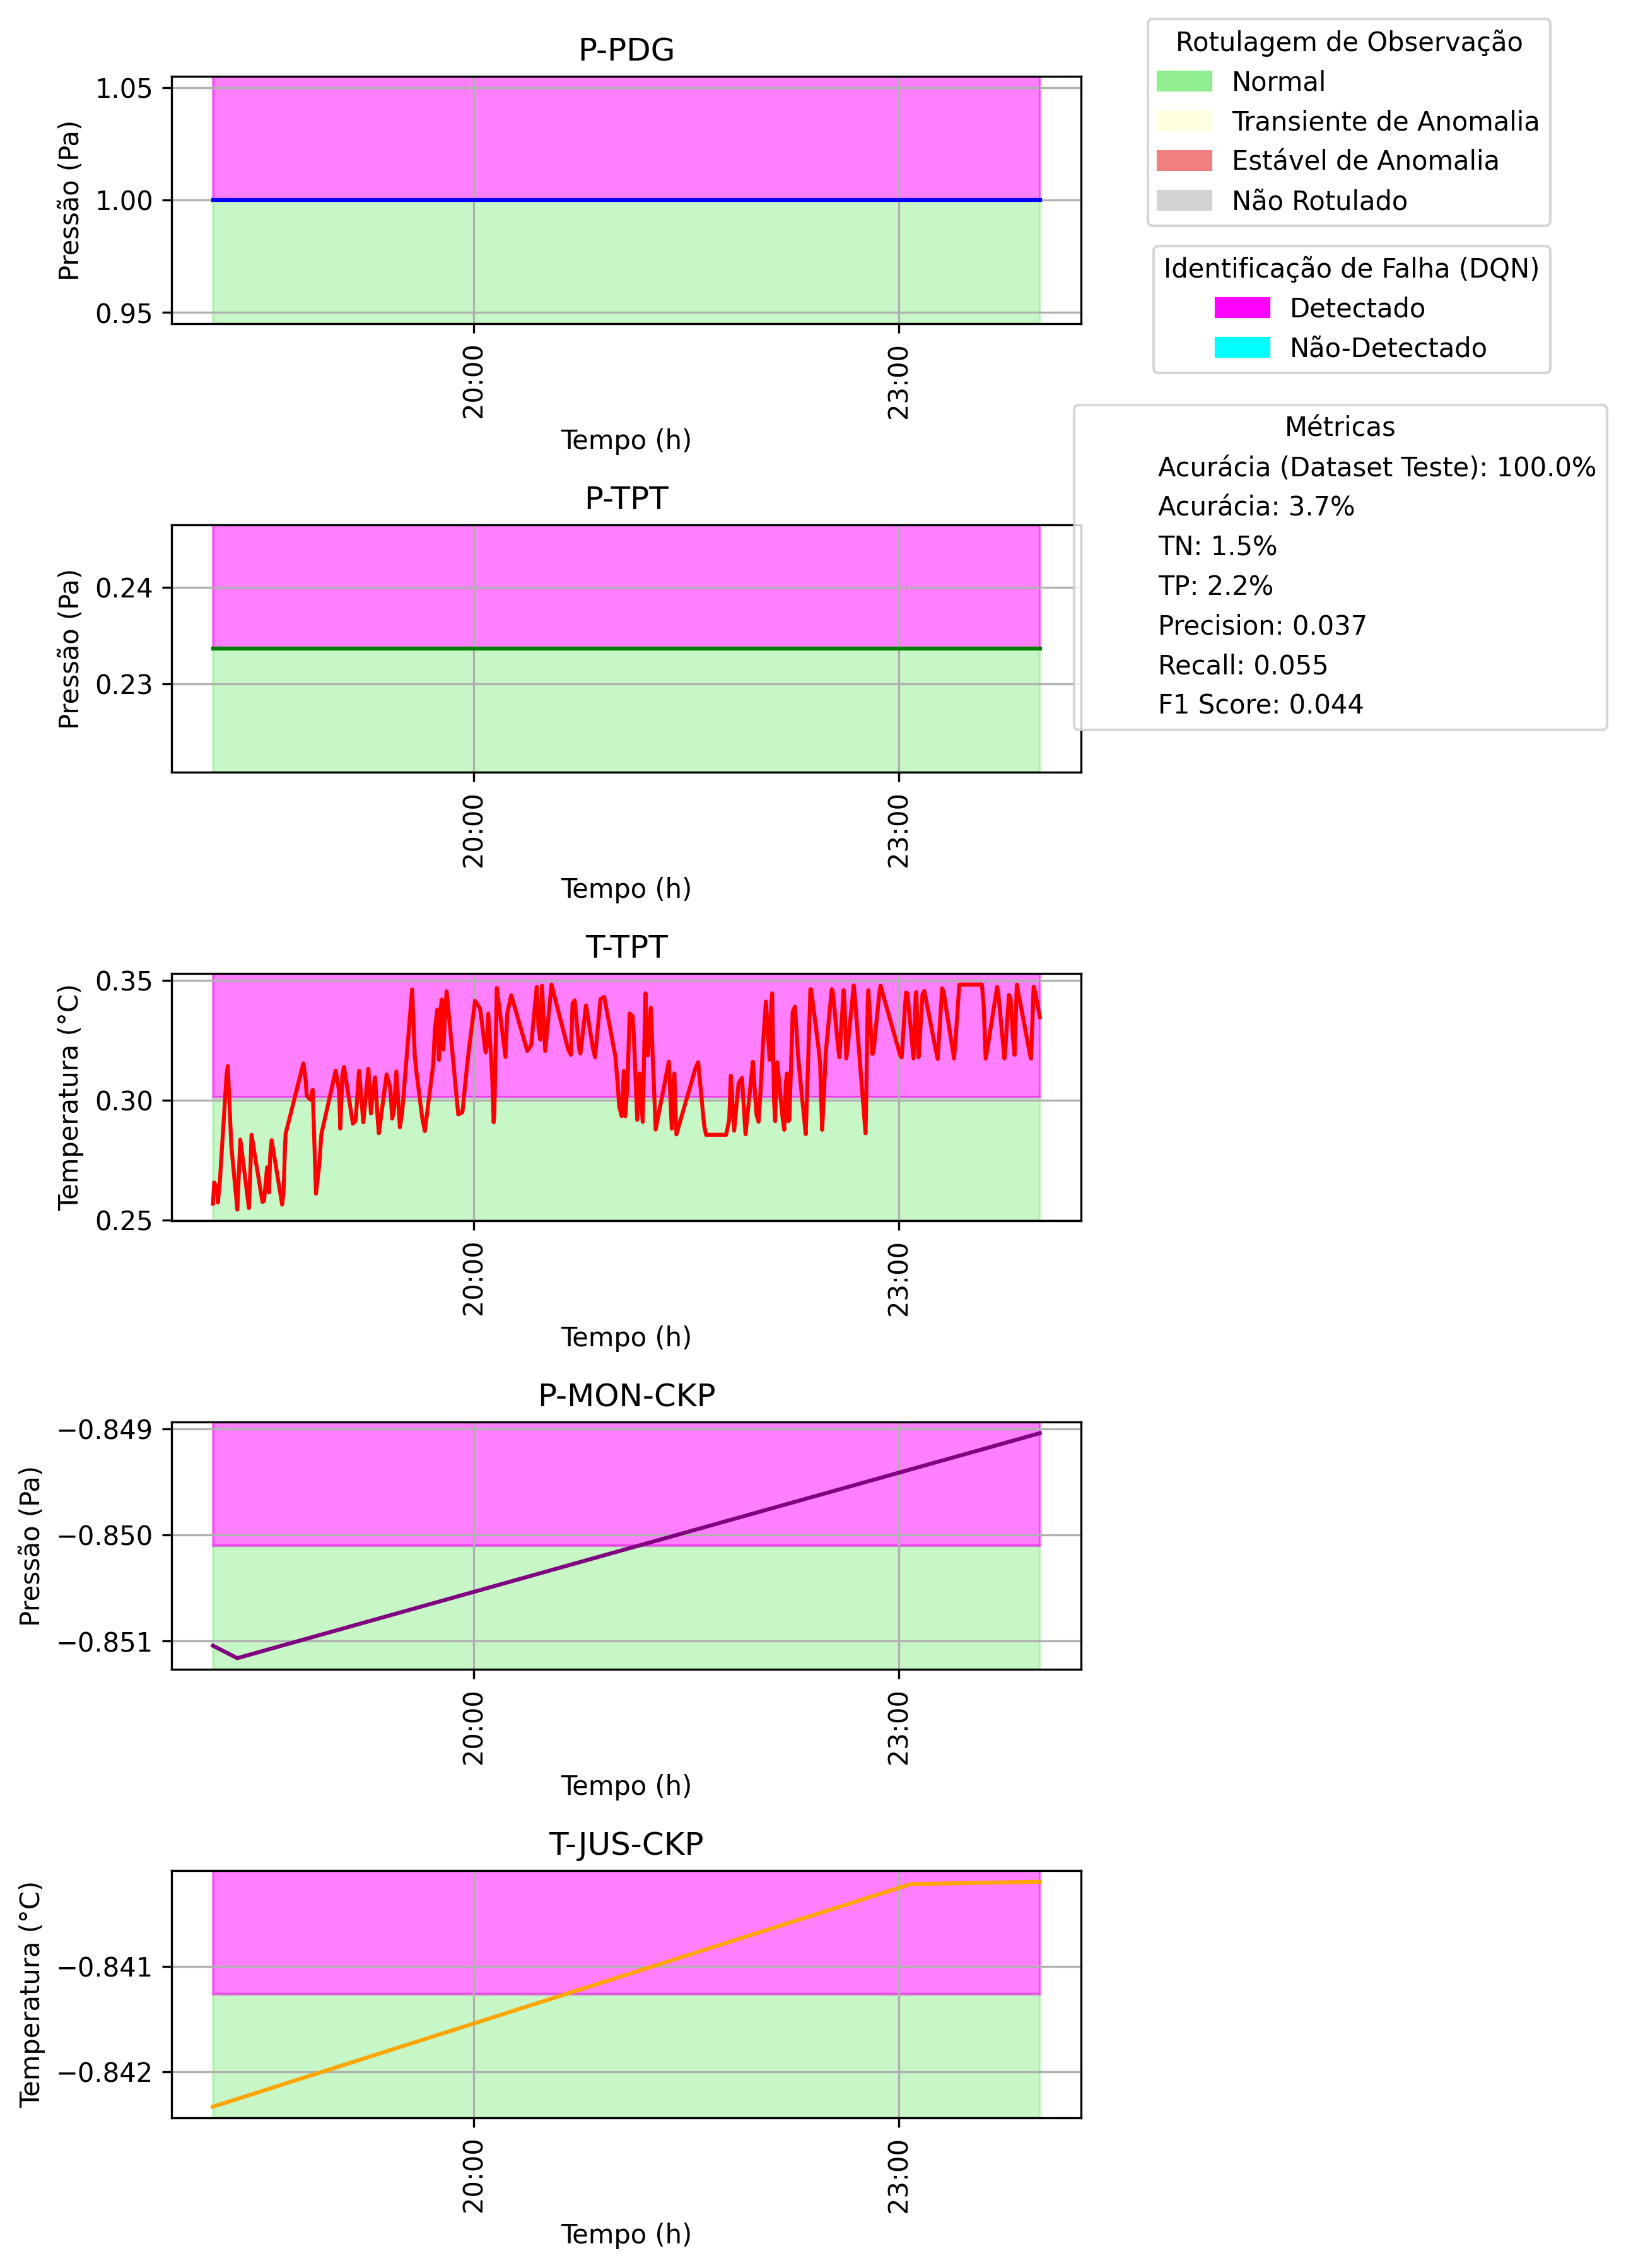 P-PDG
1.05
1.00
0.95
Pressão (Pa)
20:00
23:00
Tempo (h)
Rotulagem de Observação
Normal
Transiente de Anomalia
Estável de Anomalia
Não Rotulado
Identificação de Falha (DQN)
Detectado
Não-Detectado
Métricas
Acurácia (Dataset Teste): 100.0%
Acurácia: 3.7%
TN: 1.5%
TP: 2.2%
Precision: 0.037
Recall: 0.055
F1 Score: 0.044
P-TPT
0.24
0.23
Pressão (Pa)
20:00
23:00
Tempo (h)
T-TPT
0.35
0.30
0.25
Temperatura (°C)
20:00
23:00
Tempo (h)
P-MON-CKP
−0.849
−0.850
−0.851
Pressão (Pa)
20:00
23:00
Tempo (h)
T-JUS-CKP
−0.841
−0.842
Temperatura (°C)
20:00
23:00
Tempo (h)